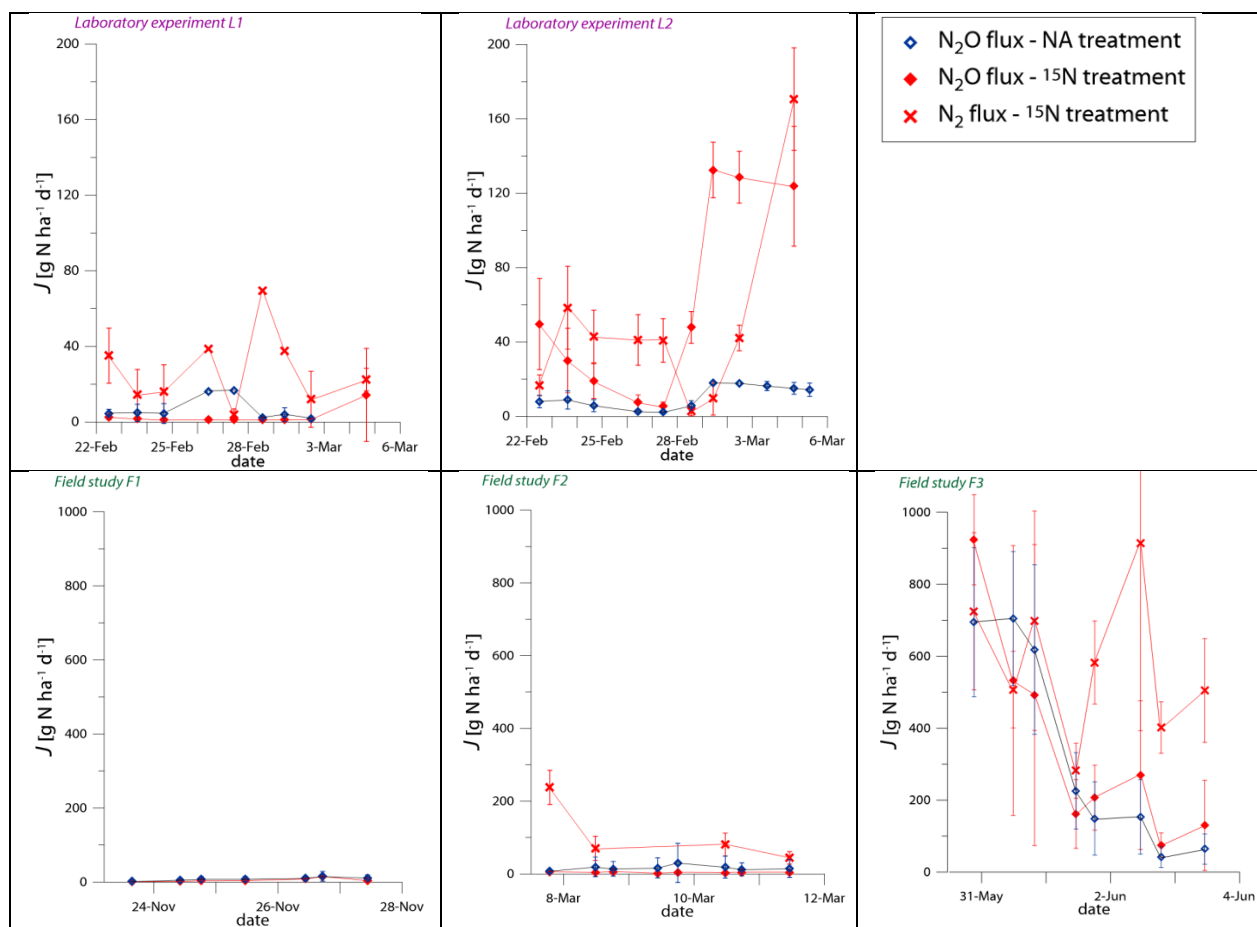 Laboratory experiment L1
200
160
120
80
40
0
J [g N ha⁻¹ d⁻¹]
22-Feb 25-Feb 28-Feb 3-Mar 6-Mar
date
Laboratory experiment L2
200
160
120
80
40
0
J [g N ha⁻¹ d⁻¹]
22-Feb 25-Feb 28-Feb 3-Mar 6-Mar
date
N₂O flux - NA treatment
N₂O flux - ¹⁵N treatment
N₂ flux - ¹⁵N treatment
Field study F1
1000
800
600
400
200
0
J [g N ha⁻¹ d⁻¹]
24-Nov 26-Nov 28-Nov
date
Field study F2
1000
800
600
400
200
0
J [g N ha⁻¹ d⁻¹]
8-Mar 10-Mar 12-Mar
date
Field study F3
1000
800
600
400
200
0
J [g N ha⁻¹ d⁻¹]
31-May 2-Jun 4-Jun
date